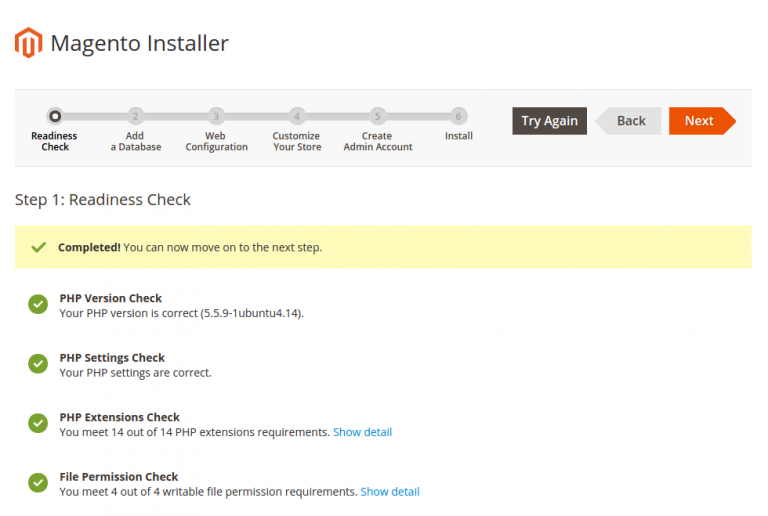 Magento Installer
2 3 4 5 6
Readiness Check
Add a Database
Web Configuration
Customize Your Store
Create Admin Account
Install
Try Again
Back
Next
Step 1: Readiness Check
Completed! You can now move on to the next step.
PHP Version Check
Your PHP version is correct (5.5.9-1ubuntu4.14).
PHP Settings Check
Your PHP settings are correct.
PHP Extensions Check
You meet 14 out of 14 PHP extensions requirements. Show detail
File Permission Check
You meet 4 out of 4 writable file permission requirements. Show detail